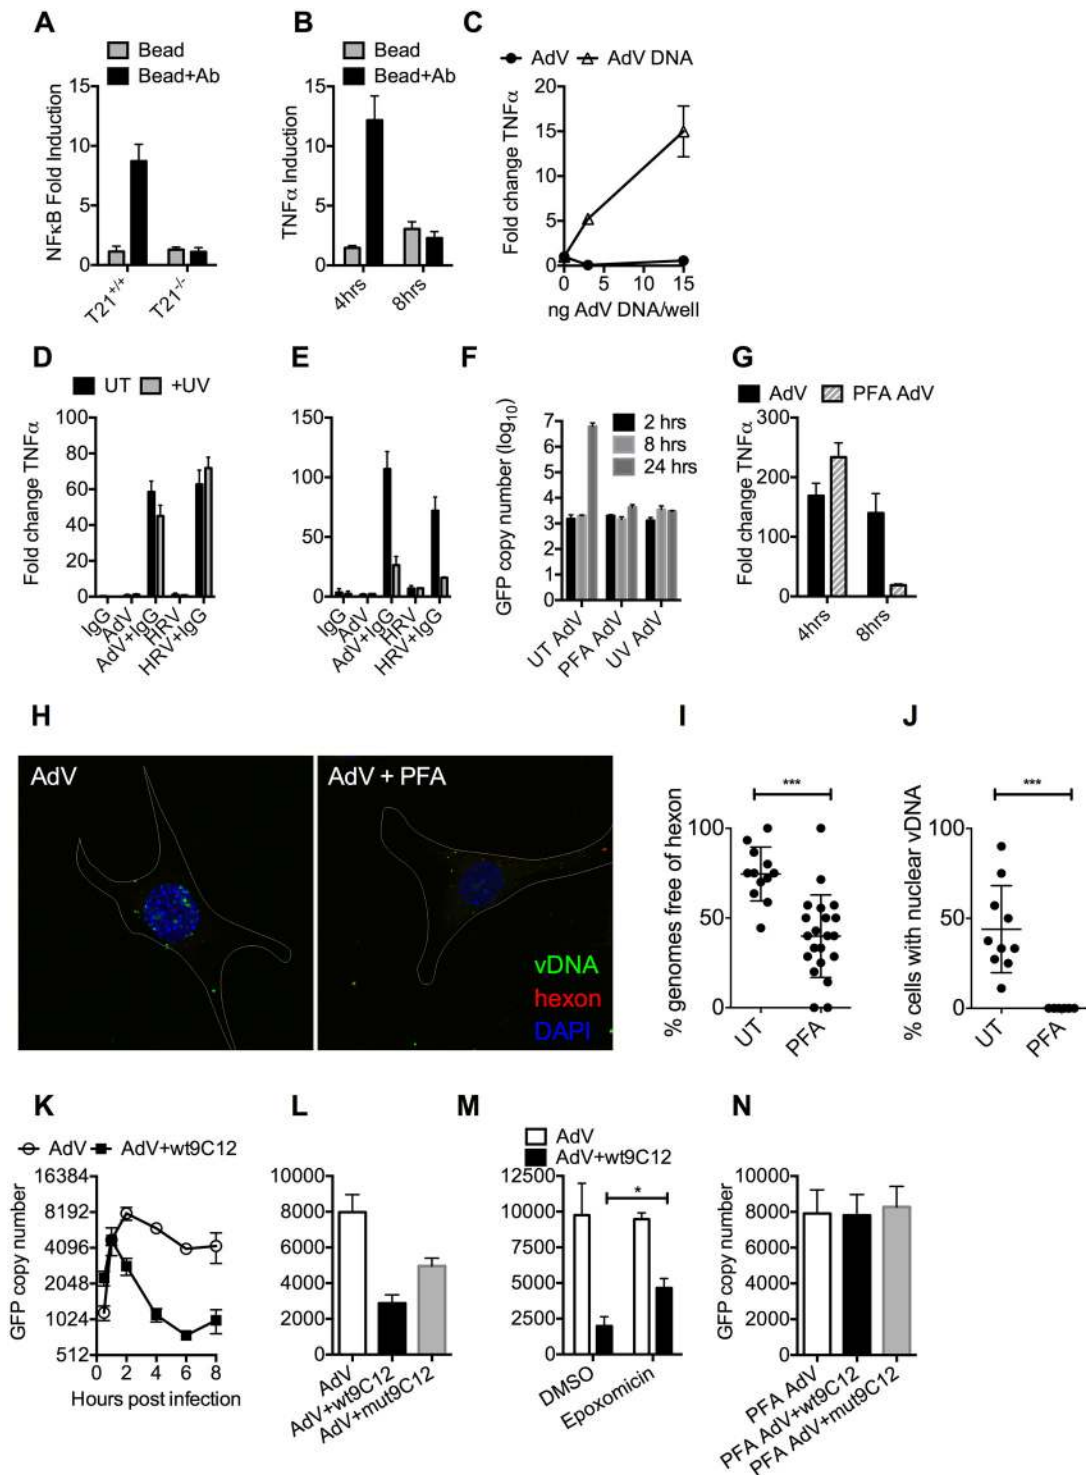 A
Bead
Bead+Ab
NFκB Fold Induction
15
10
5
0
T21+/+
T21-/-
B
Bead
Bead+Ab
TNFα Induction
15
10
5
0
4hrs
8hrs
C
AdV
AdV DNA
Fold change TNFα
20
15
10
5
0
0 5 10 15
ng AdV DNA/well
D
UT
+UV
Fold change TNFα
100
80
60
40
20
0
IgG
AdV
AdV+IgG
HRV
HRV+IgG
E
150
100
50
0
IgG
AdV
AdV+IgG
HRV
HRV+IgG
F
2 hrs
8 hrs
24 hrs
GFP copy number (log10)
7
6
5
4
3
2
1
0
UT AdV
PFA AdV
UV AdV
G
AdV
PFA AdV
Fold change TNFα
300
200
100
0
4hrs
8hrs
H
AdV
AdV + PFA
vDNA
hexon
DAPI
I
***
% genomes free of hexon
100
50
0
UT
PFA
J
***
% cells with nuclear vDNA
100
50
0
UT
PFA
K
AdV
AdV+wt9C12
GFP copy number
16384
8192
4096
2048
1024
512
0 2 4 6 8
Hours post infection
L
10000
8000
6000
4000
2000
0
AdV
AdV+wt9C12
AdV+mut9C12
M
AdV
AdV+wt9C12
*
12500
10000
7500
5000
2500
0
DMSO
Epoxomicin
N
GFP copy number
10000
8000
6000
4000
2000
0
PFA AdV
PFA AdV+wt9C12
PFA AdV+mut9C12